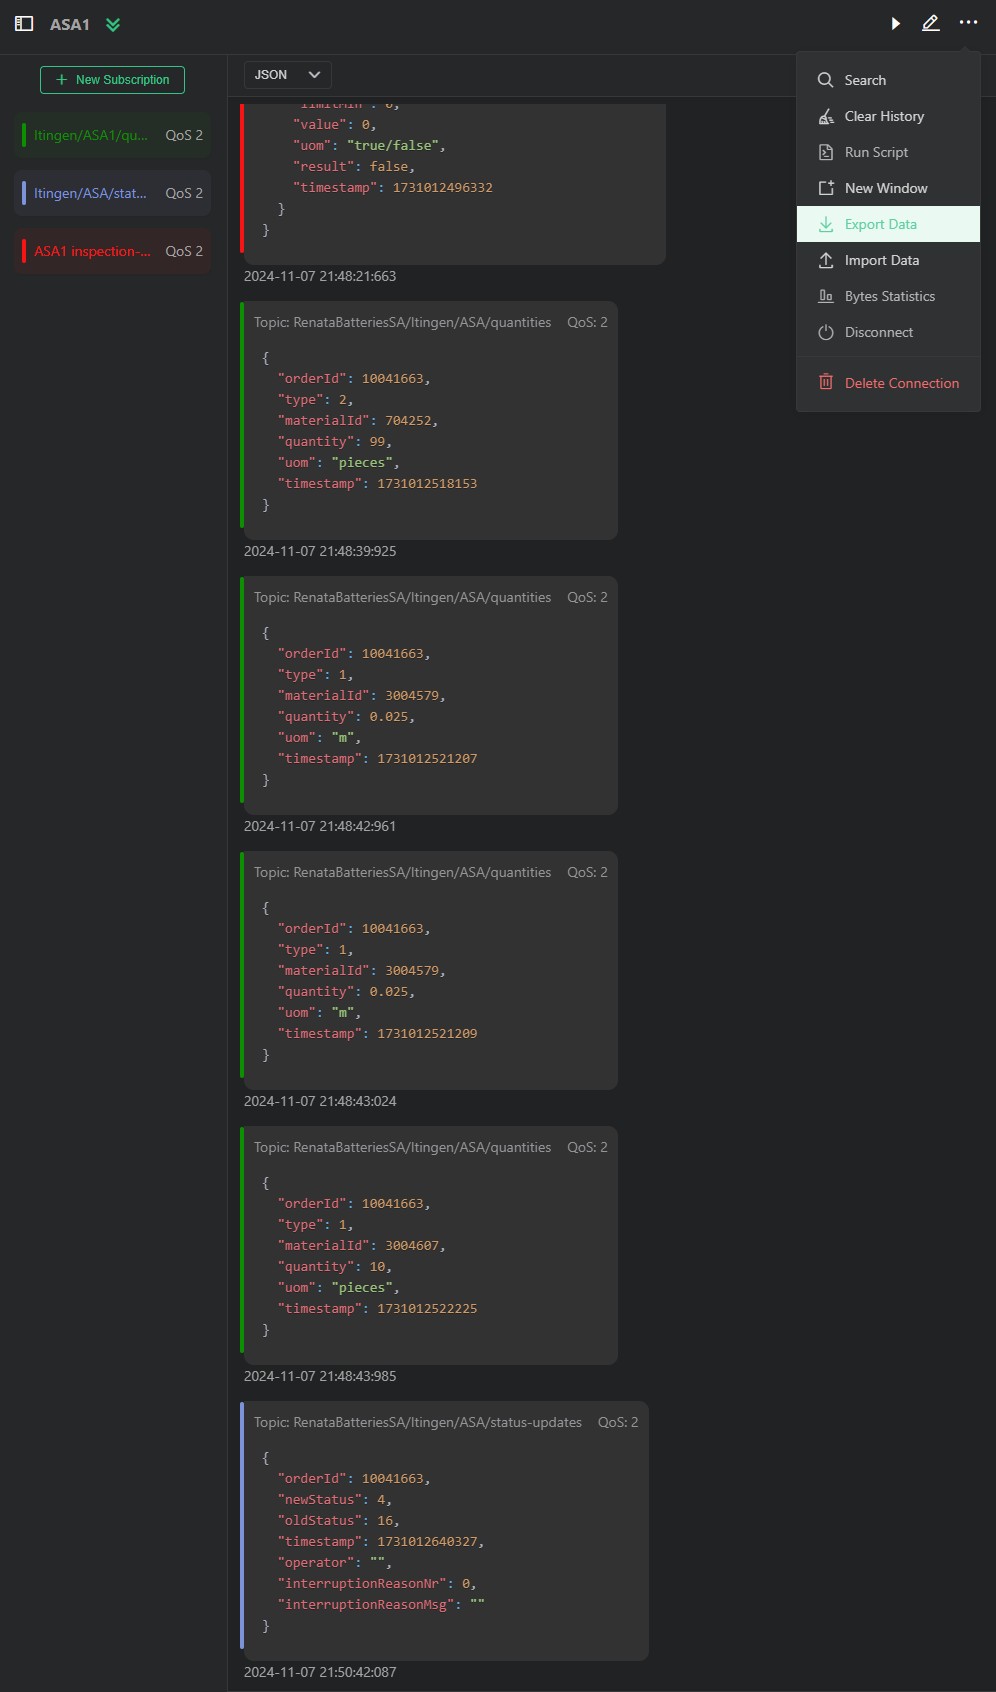 ASA1
New Subscription
Itingen/ASA1/qu... QoS 2
Itingen/ASA/stat... QoS 2
ASA1 inspection-... QoS 2
JSON
"limitMin": 0,
"value": 0,
"uom": "true/false",
"result": false,
"timestamp": 1731012496332
}
}
2024-11-07 21:48:21:663
Topic: RenataBatteriesSA/Itingen/ASA/quantities QoS: 2
{
"orderId": 10041663,
"type": 2,
"materialId": 704252,
"quantity": 99,
"uom": "pieces",
"timestamp": 1731012518153
}
2024-11-07 21:48:39:925
Topic: RenataBatteriesSA/Itingen/ASA/quantities QoS: 2
{
"orderId": 10041663,
"type": 1,
"materialId": 3004579,
"quantity": 0.025,
"uom": "m",
"timestamp": 1731012521207
}
2024-11-07 21:48:42:961
Topic: RenataBatteriesSA/Itingen/ASA/quantities QoS: 2
{
"orderId": 10041663,
"type": 1,
"materialId": 3004579,
"quantity": 0.025,
"uom": "m",
"timestamp": 1731012521209
}
2024-11-07 21:48:43:024
Topic: RenataBatteriesSA/Itingen/ASA/quantities QoS: 2
{
"orderId": 10041663,
"type": 1,
"materialId": 3004607,
"quantity": 10,
"uom": "pieces",
"timestamp": 1731012522225
}
2024-11-07 21:48:43:985
Topic: RenataBatteriesSA/Itingen/ASA/status-updates QoS: 2
{
"orderId": 10041663,
"newStatus": 4,
"oldStatus": 16,
"timestamp": 1731012640327,
"operator": "",
"interruptionReasonNr": 0,
"interruptionReasonMsg": ""
}
2024-11-07 21:50:42:087
Search
Clear History
Run Script
New Window
Export Data
Import Data
Bytes Statistics
Disconnect
Delete Connection